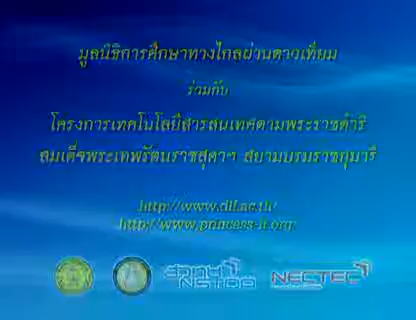 มูลนิธิการศึกษาทางไกลผ่านดาวเทียม
ร่วมกับ
โครงการเทคโนโลยีสารสนเทศตามพระราชดำริ
สมเด็จพระเทพรัตนราชสุดาฯ สยามบรมราชกุมารี
http://www.dlf.ac.th/
http://www.princess-it.org/
สวทช
NSTDA
NECTEC